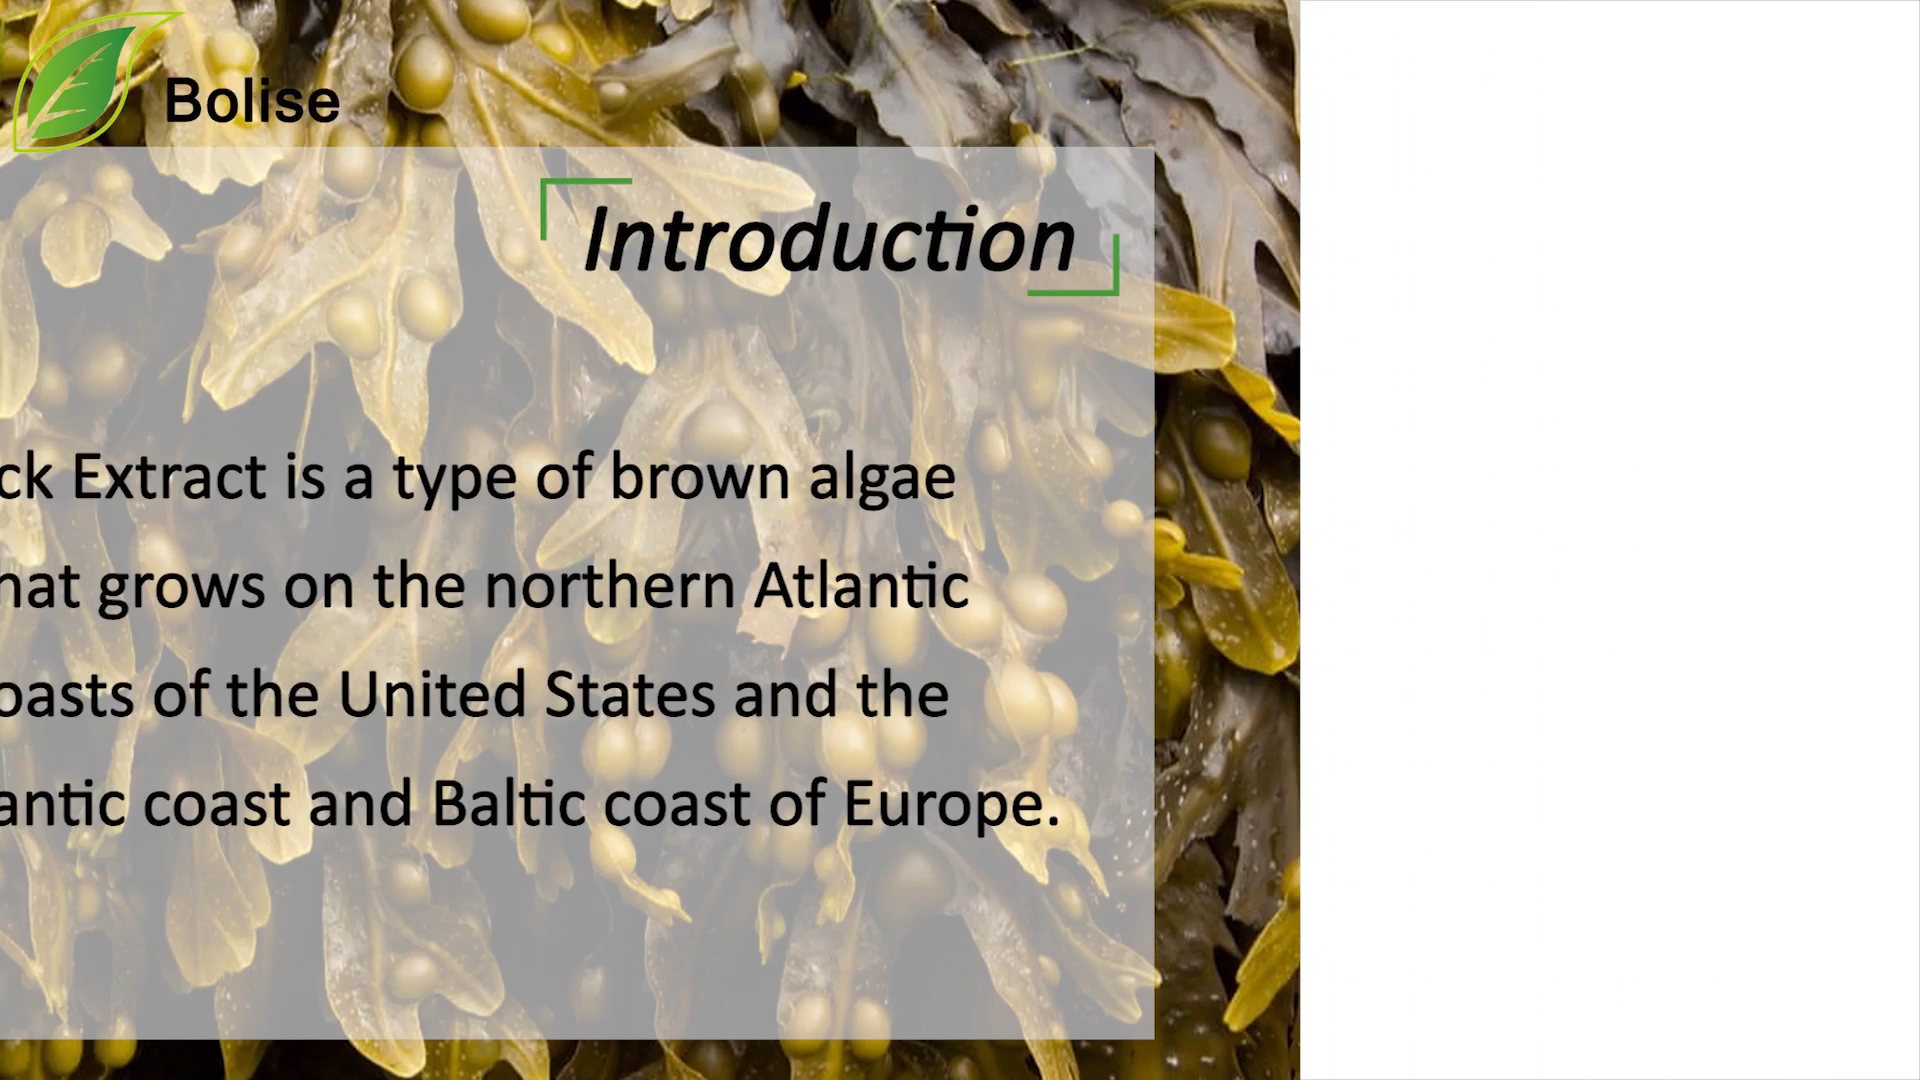 Bolise
Introduction
ck Extract is a type of brown algae
hat grows on the northern Atlantic
oasts of the United States and the
antic coast and Baltic coast of Europe.